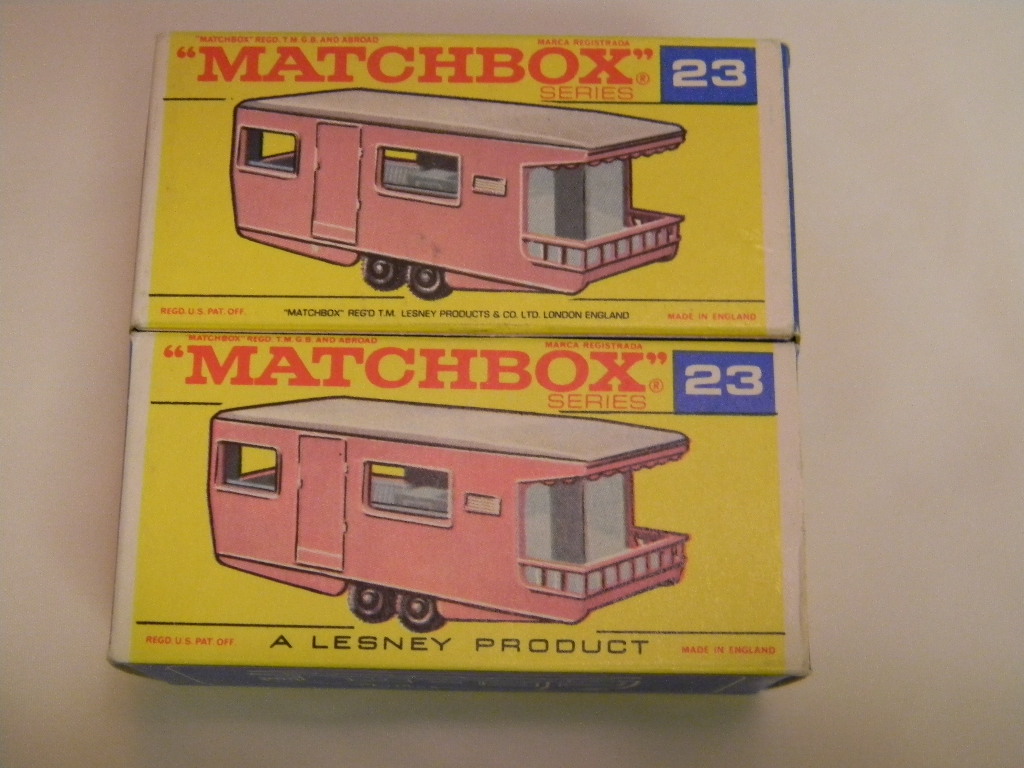 "MATCHBOX" REGD. T.M. G.B. AND ABROAD MARCA REGISTRADA
"MATCHBOX"® 23
SERIES
REGD. U.S. PAT. OFF. "MATCHBOX" REG'D T.M. LESNEY PRODUCTS & CO. LTD. LONDON ENGLAND MADE IN ENGLAND
"MATCHBOX" REGD. T.M. G.B. AND ABROAD MARCA REGISTRADA
"MATCHBOX"® 23
SERIES
REGD. U.S. PAT. OFF. A LESNEY PRODUCT MADE IN ENGLAND